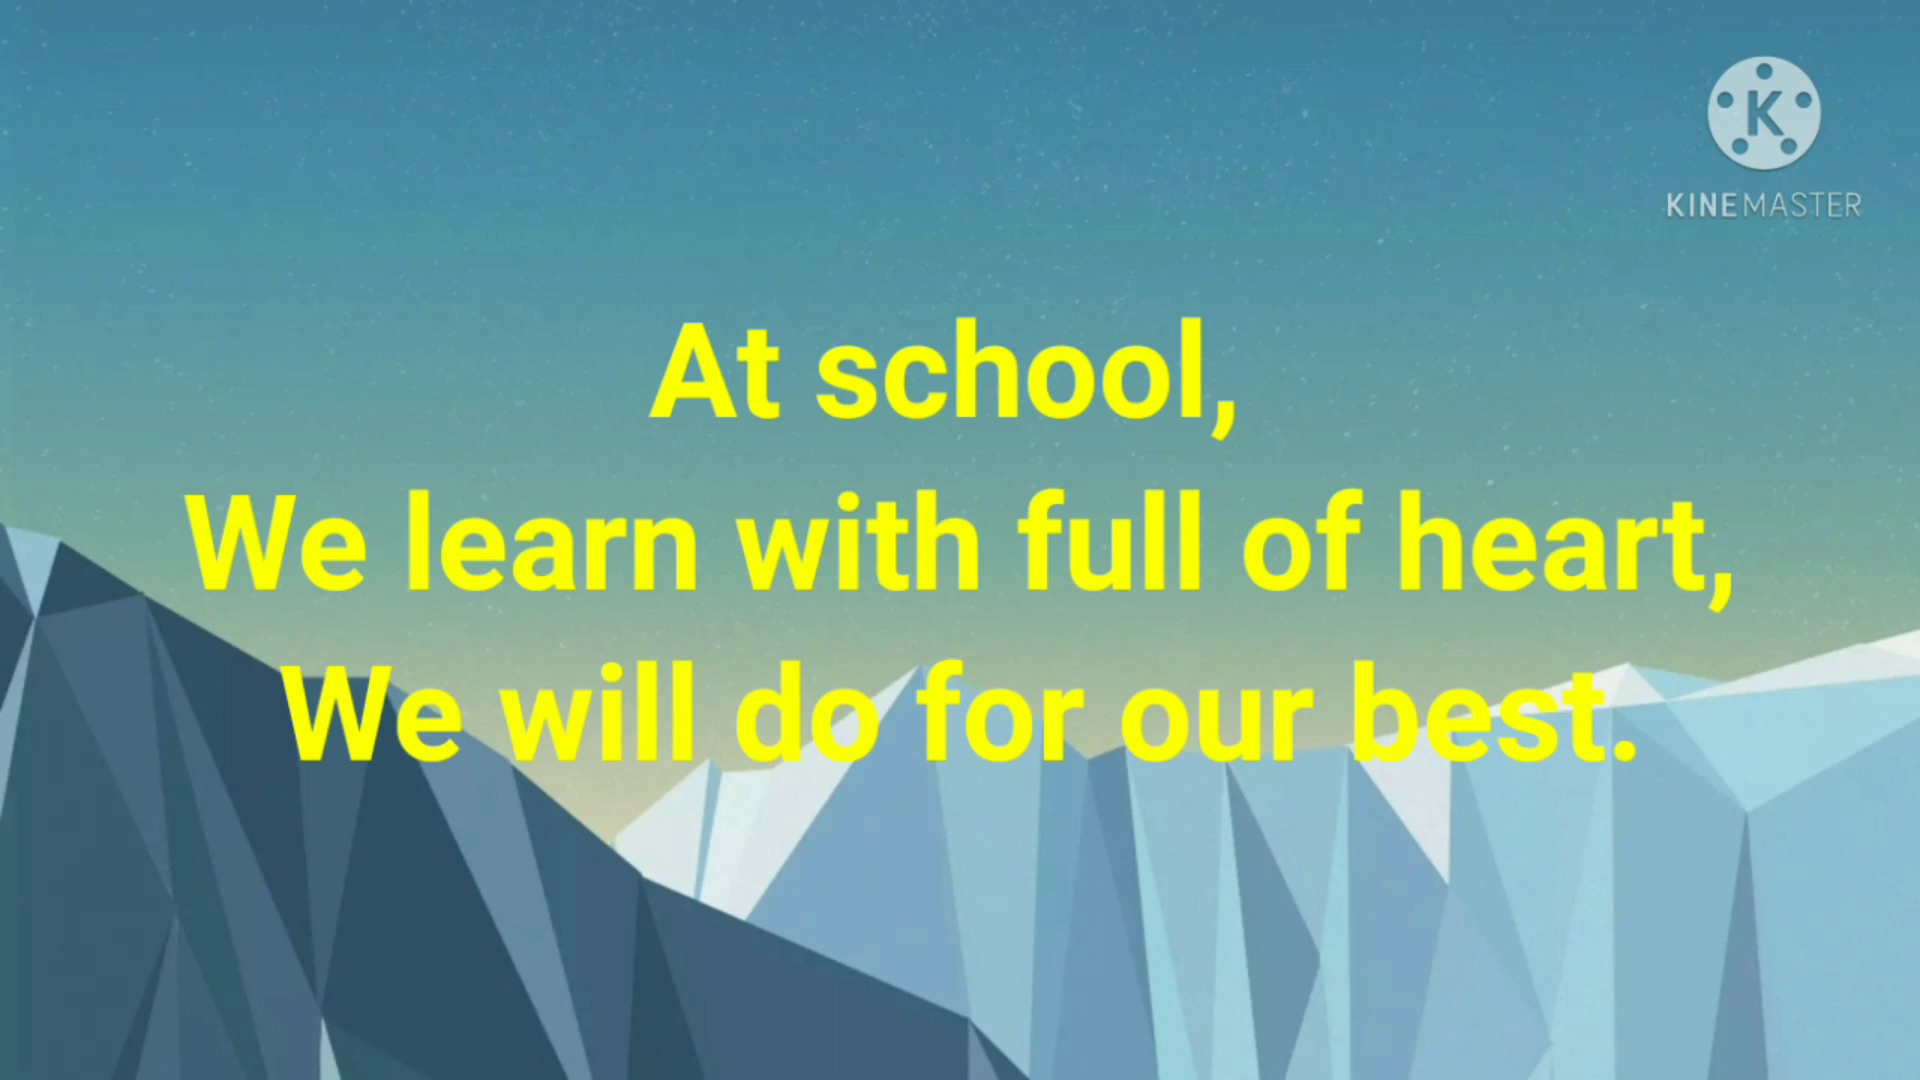 K
KINEMASTER
At school,
We learn with full of heart,
We will do for our best.